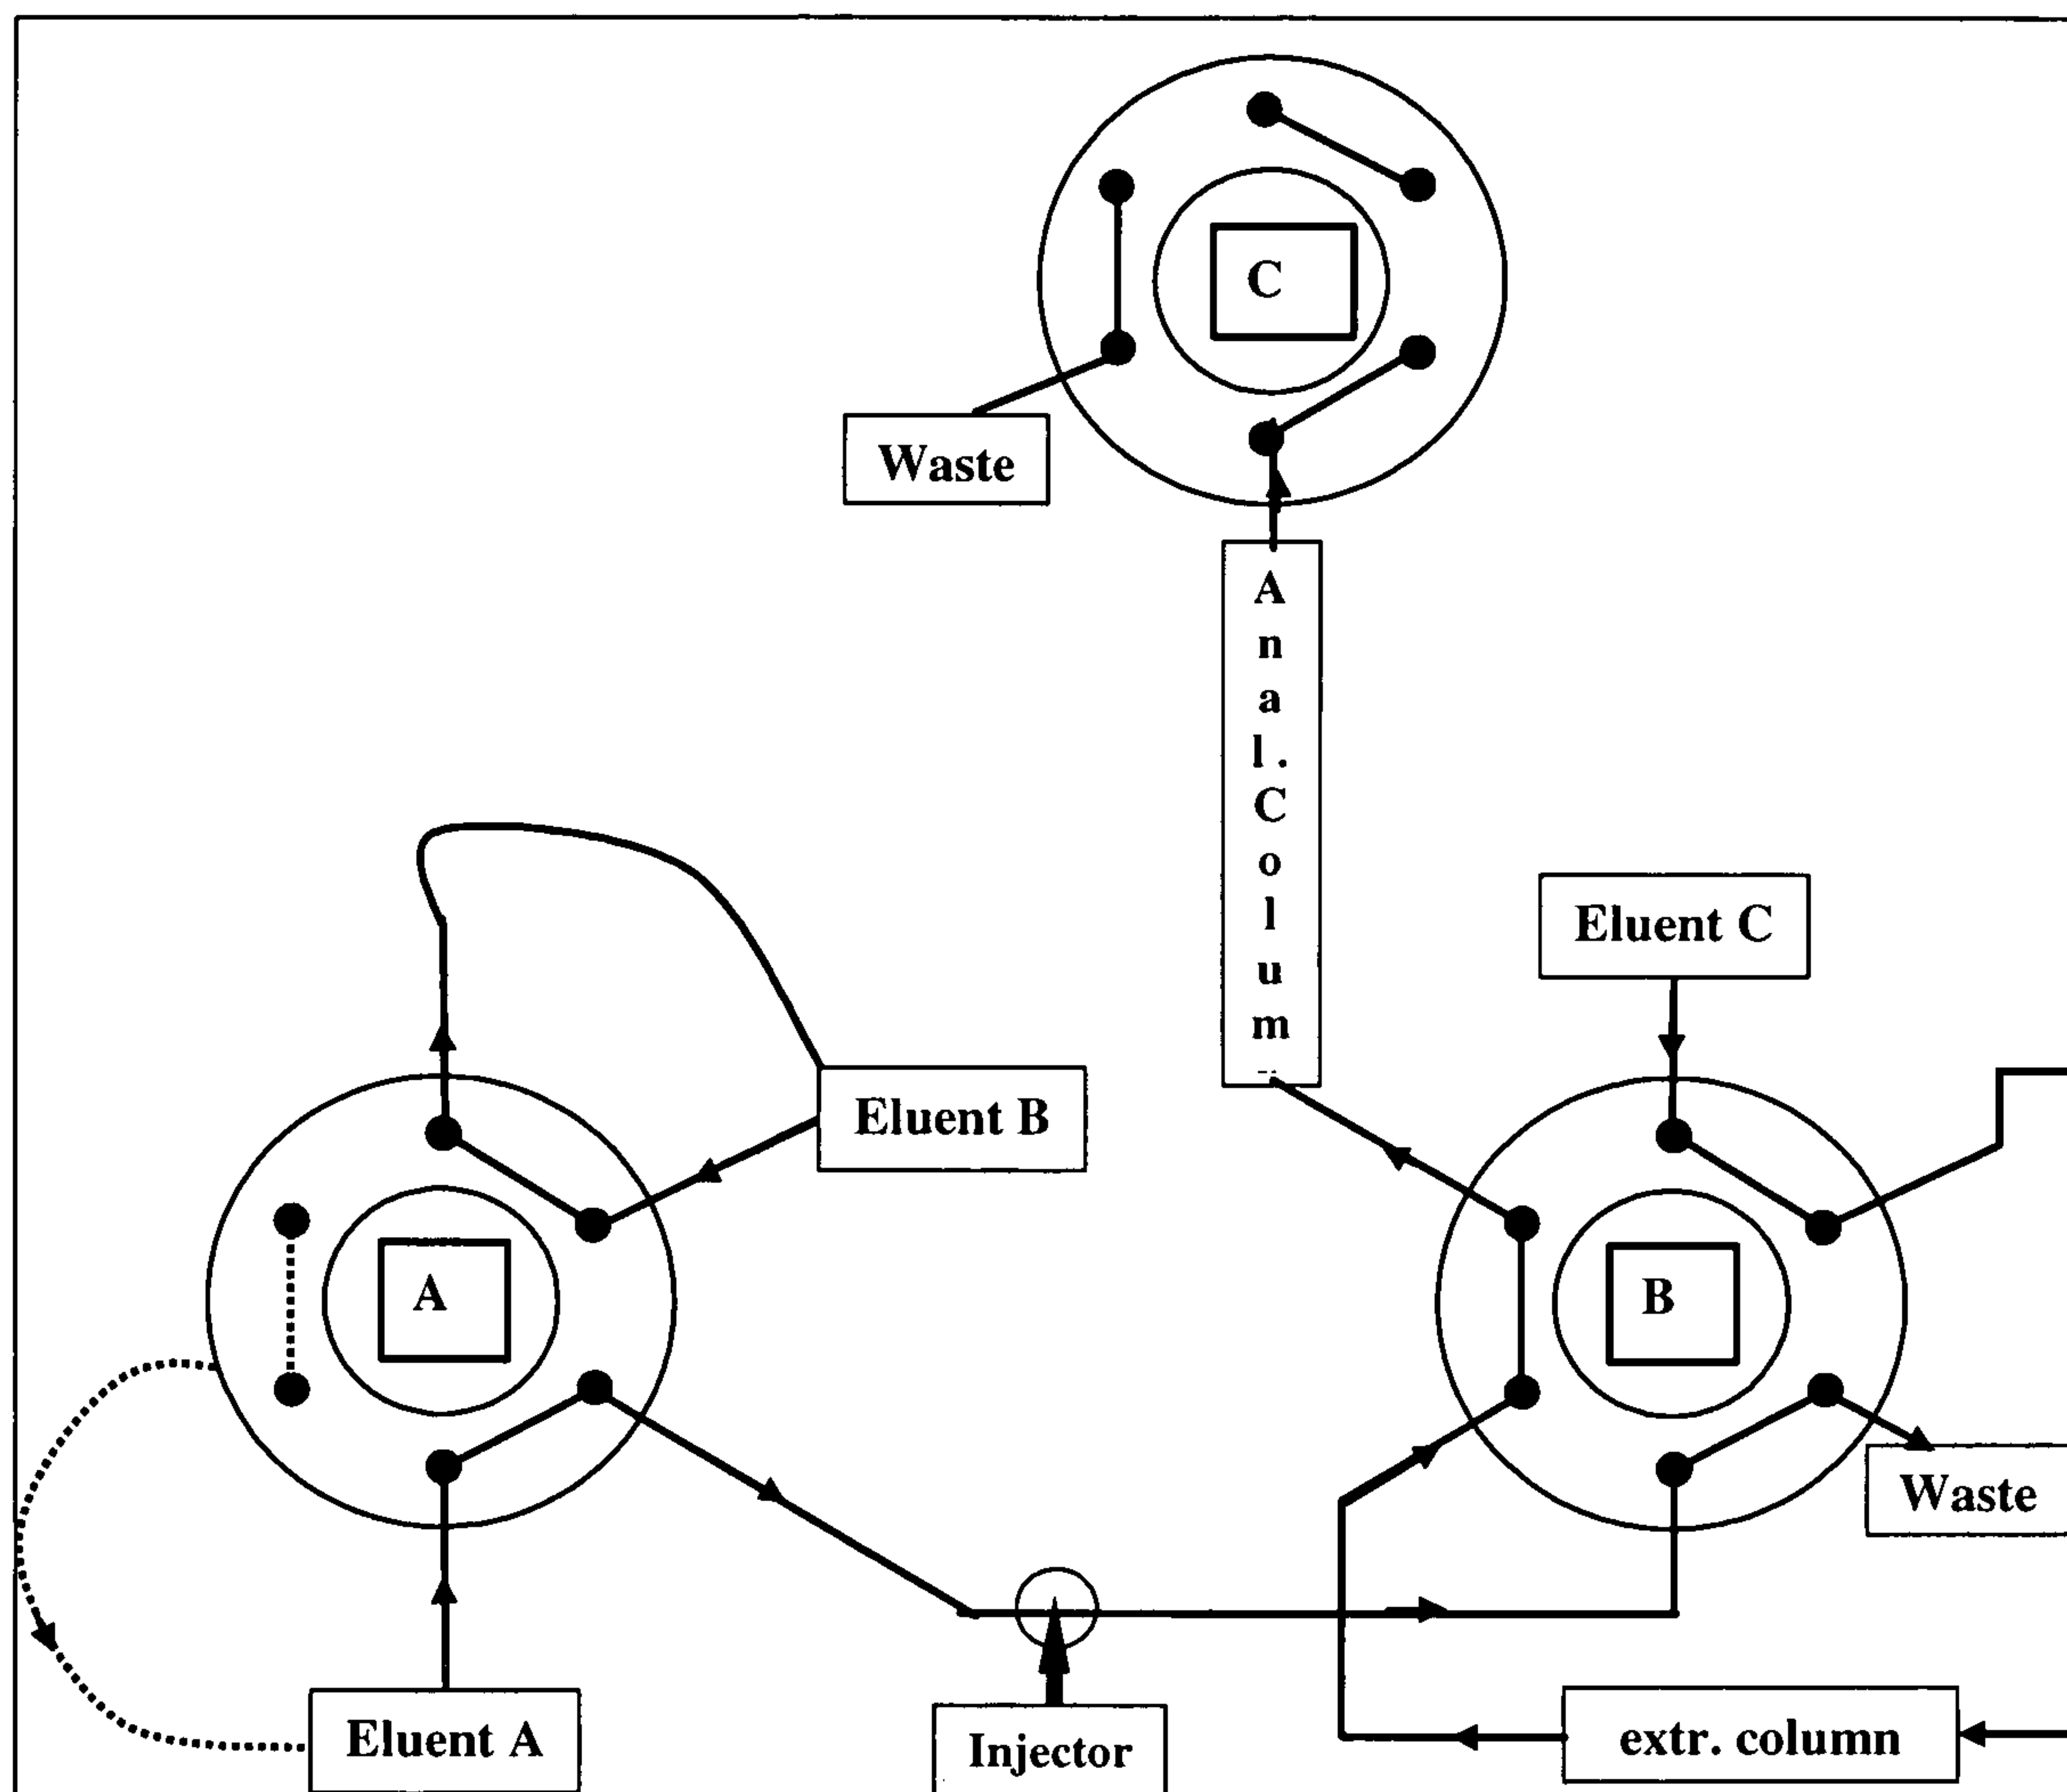 C
Waste
A
n
a
l.
C
o
l
u
m
Eluent C
Eluent B
A
B
Waste
Eluent A
Injector
extr. column